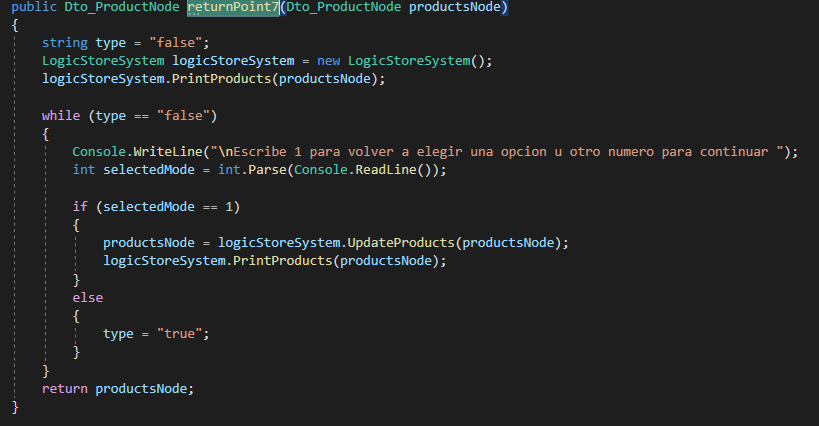 public Dto_ProductNode returnPoint7(Dto_ProductNode productsNode)
{
string type = "false";
LogicStoreSystem logicStoreSystem = new LogicStoreSystem();
logicStoreSystem.PrintProducts(productsNode);
while (type == "false")
{
Console.WriteLine("\nEscribe 1 para volver a elegir una opcion u otro numero para continuar ");
int selectedMode = int.Parse(Console.ReadLine());
if (selectedMode == 1)
{
productsNode = logicStoreSystem.UpdateProducts(productsNode);
logicStoreSystem.PrintProducts(productsNode);
}
else
{
type = "true";
}
}
return productsNode;
}